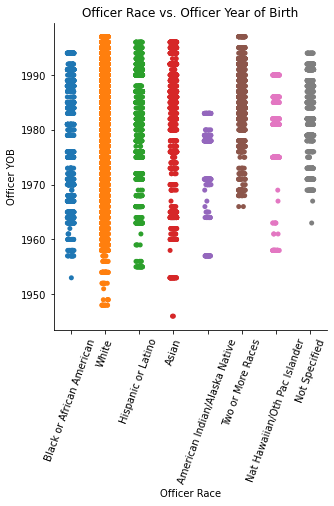 Officer Race vs. Officer Year of Birth
1990
1980
1970
1960
1950
Officer YOB
Black or African American
White
Hispanic or Latino
Asian
American Indian/Alaska Native
Two or More Races
Nat Hawaiian/Oth Pac Islander
Not Specified
Officer Race